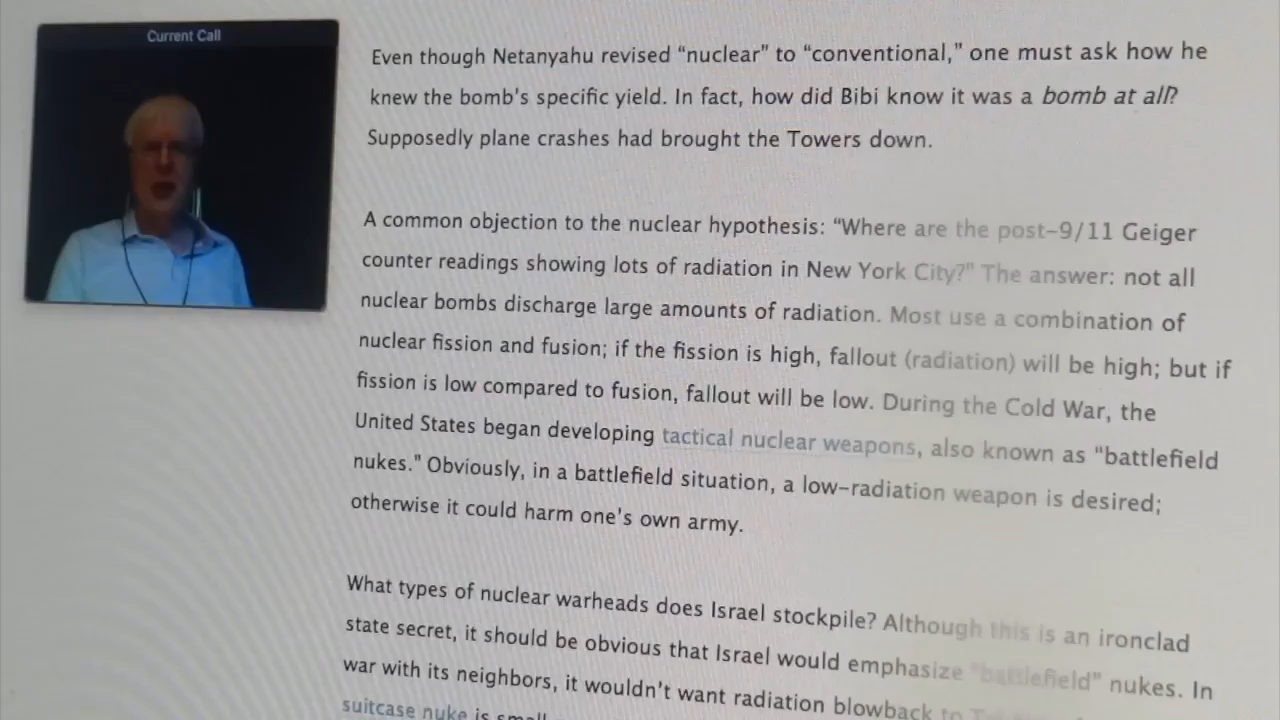 Current Call
Even though Netanyahu revised “nuclear” to “conventional,” one must ask how he
knew the bomb’s specific yield. In fact, how did Bibi know it was a bomb at all?
Supposedly plane crashes had brought the Towers down.
A common objection to the nuclear hypothesis: “Where are the post–9/11 Geiger
counter readings showing lots of radiation in New York City?” The answer: not all
nuclear bombs discharge large amounts of radiation. Most use a combination of
nuclear fission and fusion; if the fission is high, fallout (radiation) will be high; but if
fission is low compared to fusion, fallout will be low. During the Cold War, the
United States began developing tactical nuclear weapons, also known as “battlefield
nukes.” Obviously, in a battlefield situation, a low–radiation weapon is desired;
otherwise it could harm one’s own army.
What types of nuclear warheads does Israel stockpile? Although this is an ironclad
state secret, it should be obvious that Israel would emphasize “battlefield” nukes. In
war with its neighbors, it wouldn’t want radiation blowback to
suitcase nuke is small